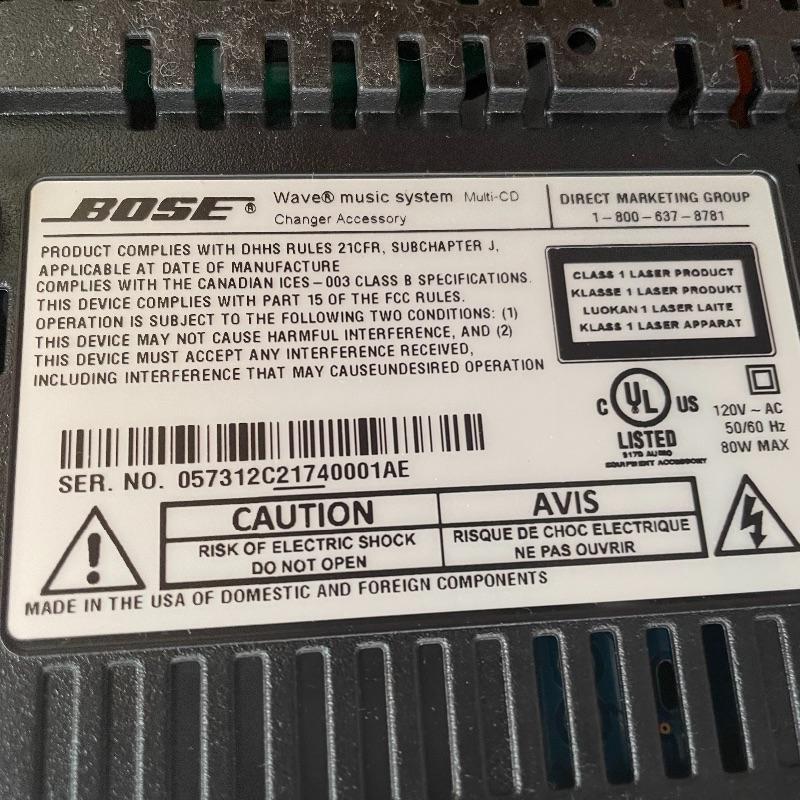 BOSE® Wave® music system Multi-CD
Changer Accessory
DIRECT MARKETING GROUP
1-800-637-8781
PRODUCT COMPLIES WITH DHHS RULES 21CFR, SUBCHAPTER J,
APPLICABLE AT DATE OF MANUFACTURE
COMPLIES WITH THE CANADIAN ICES-003 CLASS B SPECIFICATIONS.
THIS DEVICE COMPLIES WITH PART 15 OF THE FCC RULES.
OPERATION IS SUBJECT TO THE FOLLOWING TWO CONDITIONS: (1)
THIS DEVICE MAY NOT CAUSE HARMFUL INTERFERENCE, AND (2)
THIS DEVICE MUST ACCEPT ANY INTERFERENCE RECEIVED,
INCLUDING INTERFERENCE THAT MAY CAUSEUNDESIRED OPERATION
CLASS 1 LASER PRODUCT
KLASSE 1 LASER PRODUKT
LUOKAN 1 LASER LAITE
KLASS 1 LASER APPARAT
C UL US
LISTED
EQUIPMENT ACCESSORY
120V ~ AC
50/60 Hz
80W MAX
SER. NO. 057312C21740001AE
CAUTION
RISK OF ELECTRIC SHOCK
DO NOT OPEN
AVIS
RISQUE DE CHOC ELECTRIQUE
NE PAS OUVRIR
MADE IN THE USA OF DOMESTIC AND FOREIGN COMPONENTS